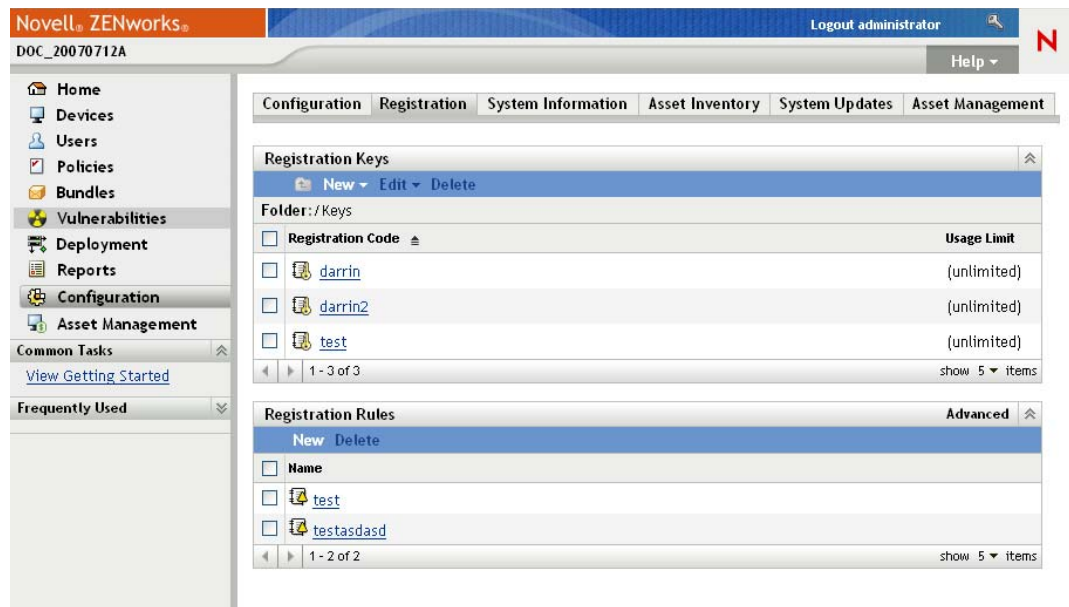 Novell® ZENworks®
Logout administrator
DOC_20070712A
Help
N
Home
Devices
Users
Policies
Bundles
Vulnerabilities
Deployment
Reports
Configuration
Asset Management
Common Tasks
View Getting Started
Frequently Used
Configuration Registration System Information Asset Inventory System Updates Asset Management
Registration Keys
New Edit Delete
Folder: /Keys
Registration Code Usage Limit
darrin (unlimited)
darrin2 (unlimited)
test (unlimited)
1 - 3 of 3 show 5 items
Registration Rules Advanced
New Delete
Name
test
testasdasd
1 - 2 of 2 show 5 items